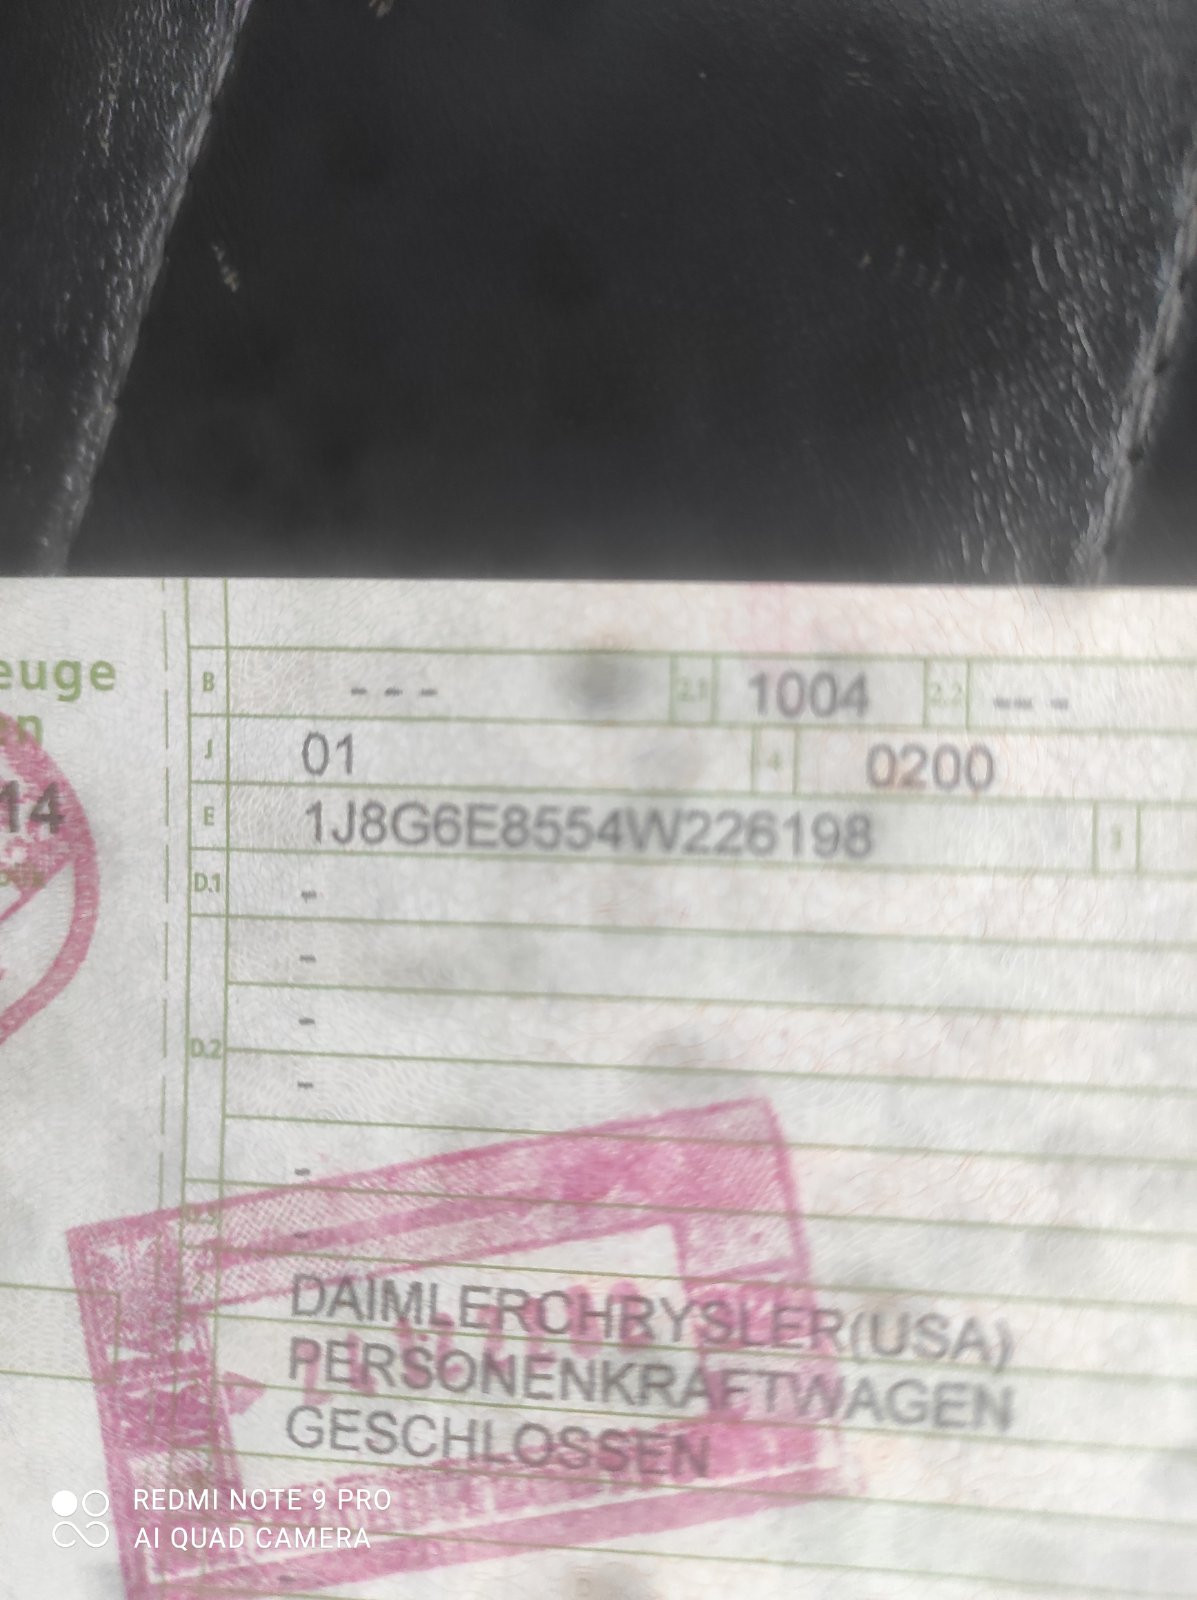 euge
en
14
B - - - 2.1 1004 2.2 -- -
J 01 4 0200
E 1J8G6E8554W226198 3
D.1 -
-
-
D.2
-
-
DAIMLERCHRYSLER(USA)
PERSONENKRAFTWAGEN
GESCHLOSSEN
REDMI NOTE 9 PRO
AI QUAD CAMERA